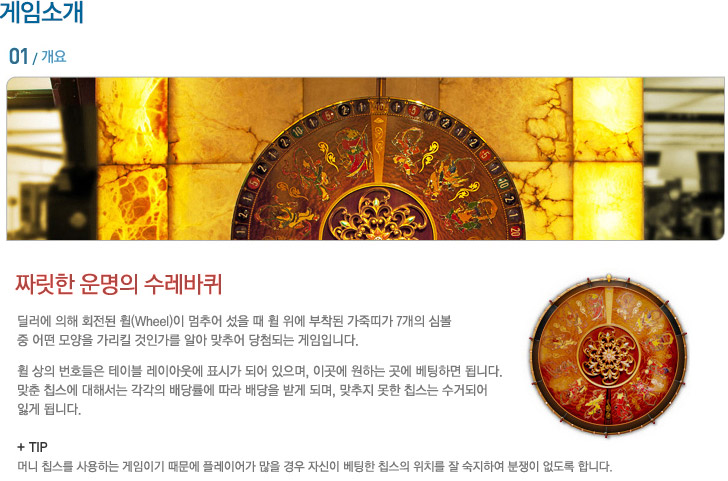 게임소개
01 / 개요
짜릿한 운명의 수레바퀴
딜러에 의해 회전된 휠(Wheel)이 멈추어 섰을 때 휠 위에 부착된 가죽띠가 7개의 심볼
중 어떤 모양을 가리킬 것인가를 알아 맞추어 당첨되는 게임입니다.
휠 상의 번호들은 테이블 레이아웃에 표시가 되어 있으며, 이곳에 원하는 곳에 베팅하면 됩니다.
맞춘 칩스에 대해서는 각각의 배당률에 따라 배당을 받게 되며, 맞추지 못한 칩스는 수거되어
잃게 됩니다.
+ TIP
머니 칩스를 사용하는 게임이기 때문에 플레이어가 많을 경우 자신이 베팅한 칩스의 위치를 잘 숙지하여 분쟁이 없도록 합니다.